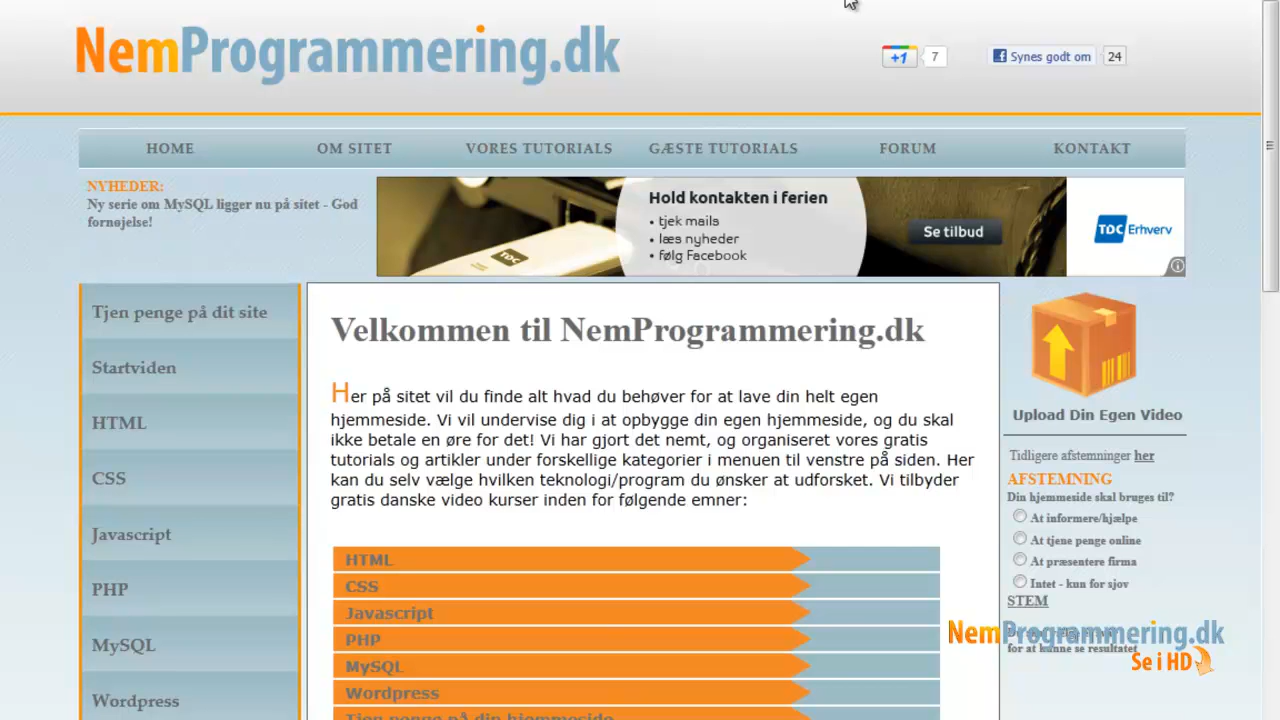 NemProgrammering.dk
+1
7
Synes godt om
24
HOME
OM SITET
VORES TUTORIALS
GÆSTE TUTORIALS
FORUM
KONTAKT
NYHEDER:
Ny serie om MySQL ligger nu på sitet - God
fornøjelse!
Hold kontakten i ferien
• tjek mails
• læs nyheder
• følg Facebook
TDC
Se tilbud
TDC Erhverv
Tjen penge på dit site
Startviden
HTML
CSS
Javascript
PHP
MySQL
Wordpress
Velkommen til NemProgrammering.dk
Her på sitet vil du finde alt hvad du behøver for at lave din helt egen
hjemmeside. Vi vil undervise dig i at opbygge din egen hjemmeside, og du skal
ikke betale en øre for det! Vi har gjort det nemt, og organiseret vores gratis
tutorials og artikler under forskellige kategorier i menuen til venstre på siden. Her
kan du selv vælge hvilken teknologi/program du ønsker at udforsket. Vi tilbyder
gratis danske video kurser inden for følgende emner:
HTML
CSS
Javascript
PHP
MySQL
Wordpress
Tjen penge på din hjemmeside
Upload Din Egen Video
Tidligere afstemninger her
AFSTEMNING
Din hjemmeside skal bruges til?
At informere/hjælpe
At tjene penge online
At præsentere firma
Intet - kun for sjov
STEM
NemProgrammering.dk
for at kunne se resultatet
Se i HD